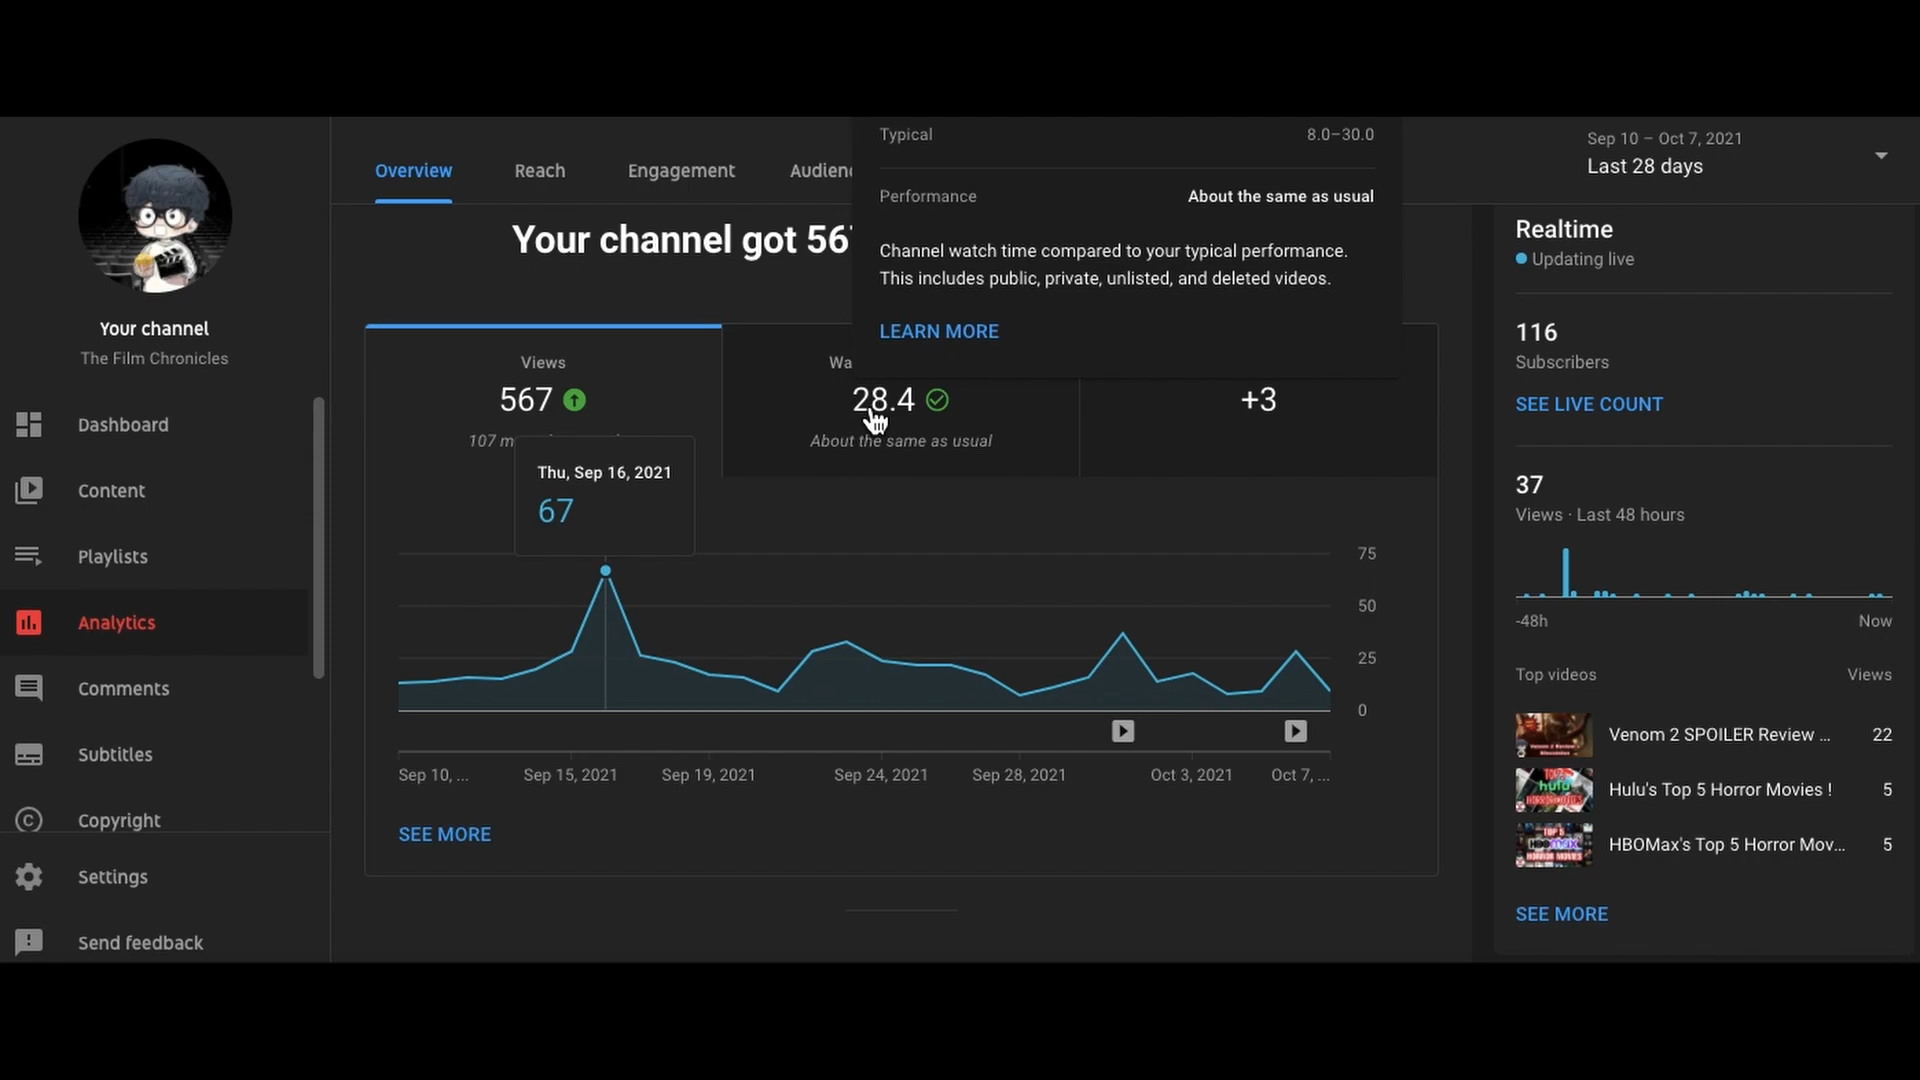 Your channel
The Film Chronicles
Dashboard
Content
Playlists
Analytics
Comments
Subtitles
Copyright
Settings
Send feedback
Overview
Reach
Engagement
Your channel got
Typical
8.0–30.0
Performance
About the same as usual
Channel watch time compared to your typical performance.
This includes public, private, unlisted, and deleted videos.
LEARN MORE
Views
567
107
28.4
About the same as usual
+3
Thu, Sep 16, 2021
67
75
50
25
0
Sep 10, ...
Sep 15, 2021
Sep 19, 2021
Sep 24, 2021
Sep 28, 2021
Oct 3, 2021
Oct 7, ...
SEE MORE
Sep 10 – Oct 7, 2021
Last 28 days
Realtime
Updating live
116
Subscribers
SEE LIVE COUNT
37
Views · Last 48 hours
-48h
Now
Top videos
Views
Venom 2 SPOILER Review ...
22
Hulu's Top 5 Horror Movies !
5
HBOMax's Top 5 Horror Mov...
5
SEE MORE